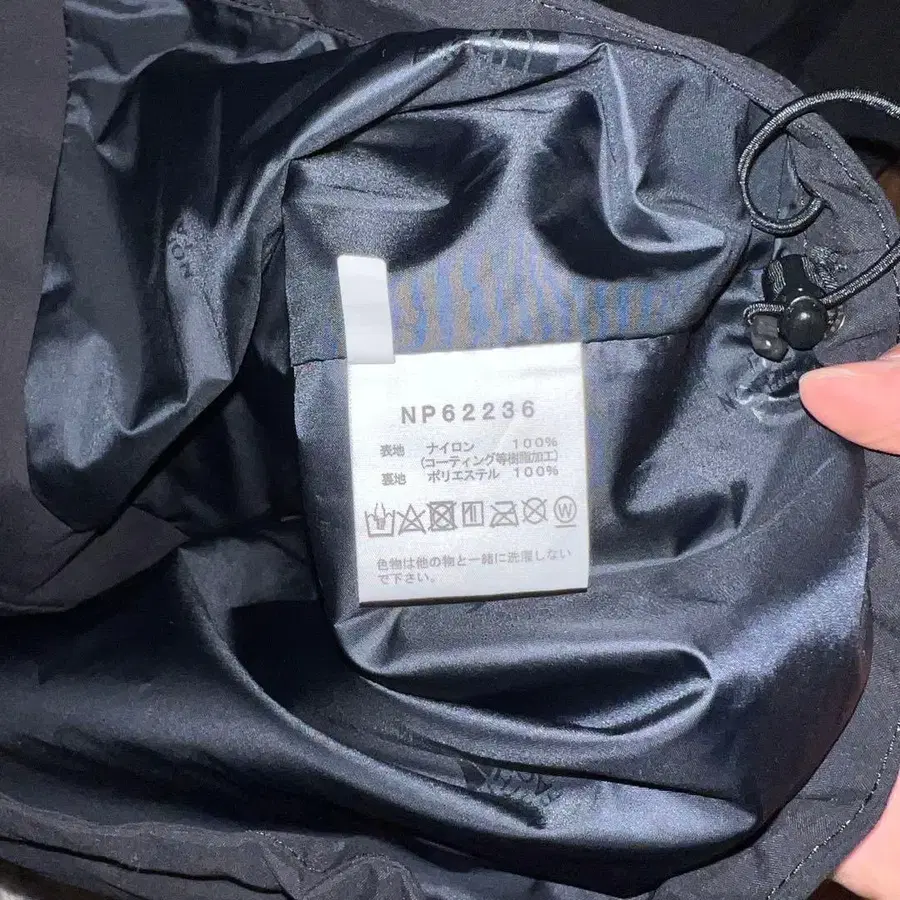 NP62236
表地 ナイロン 100%
(コーティング等樹脂加工)
裏地 ポリエステル 100%
W
色物は他の物と一緒に洗濯しない
で下さい。